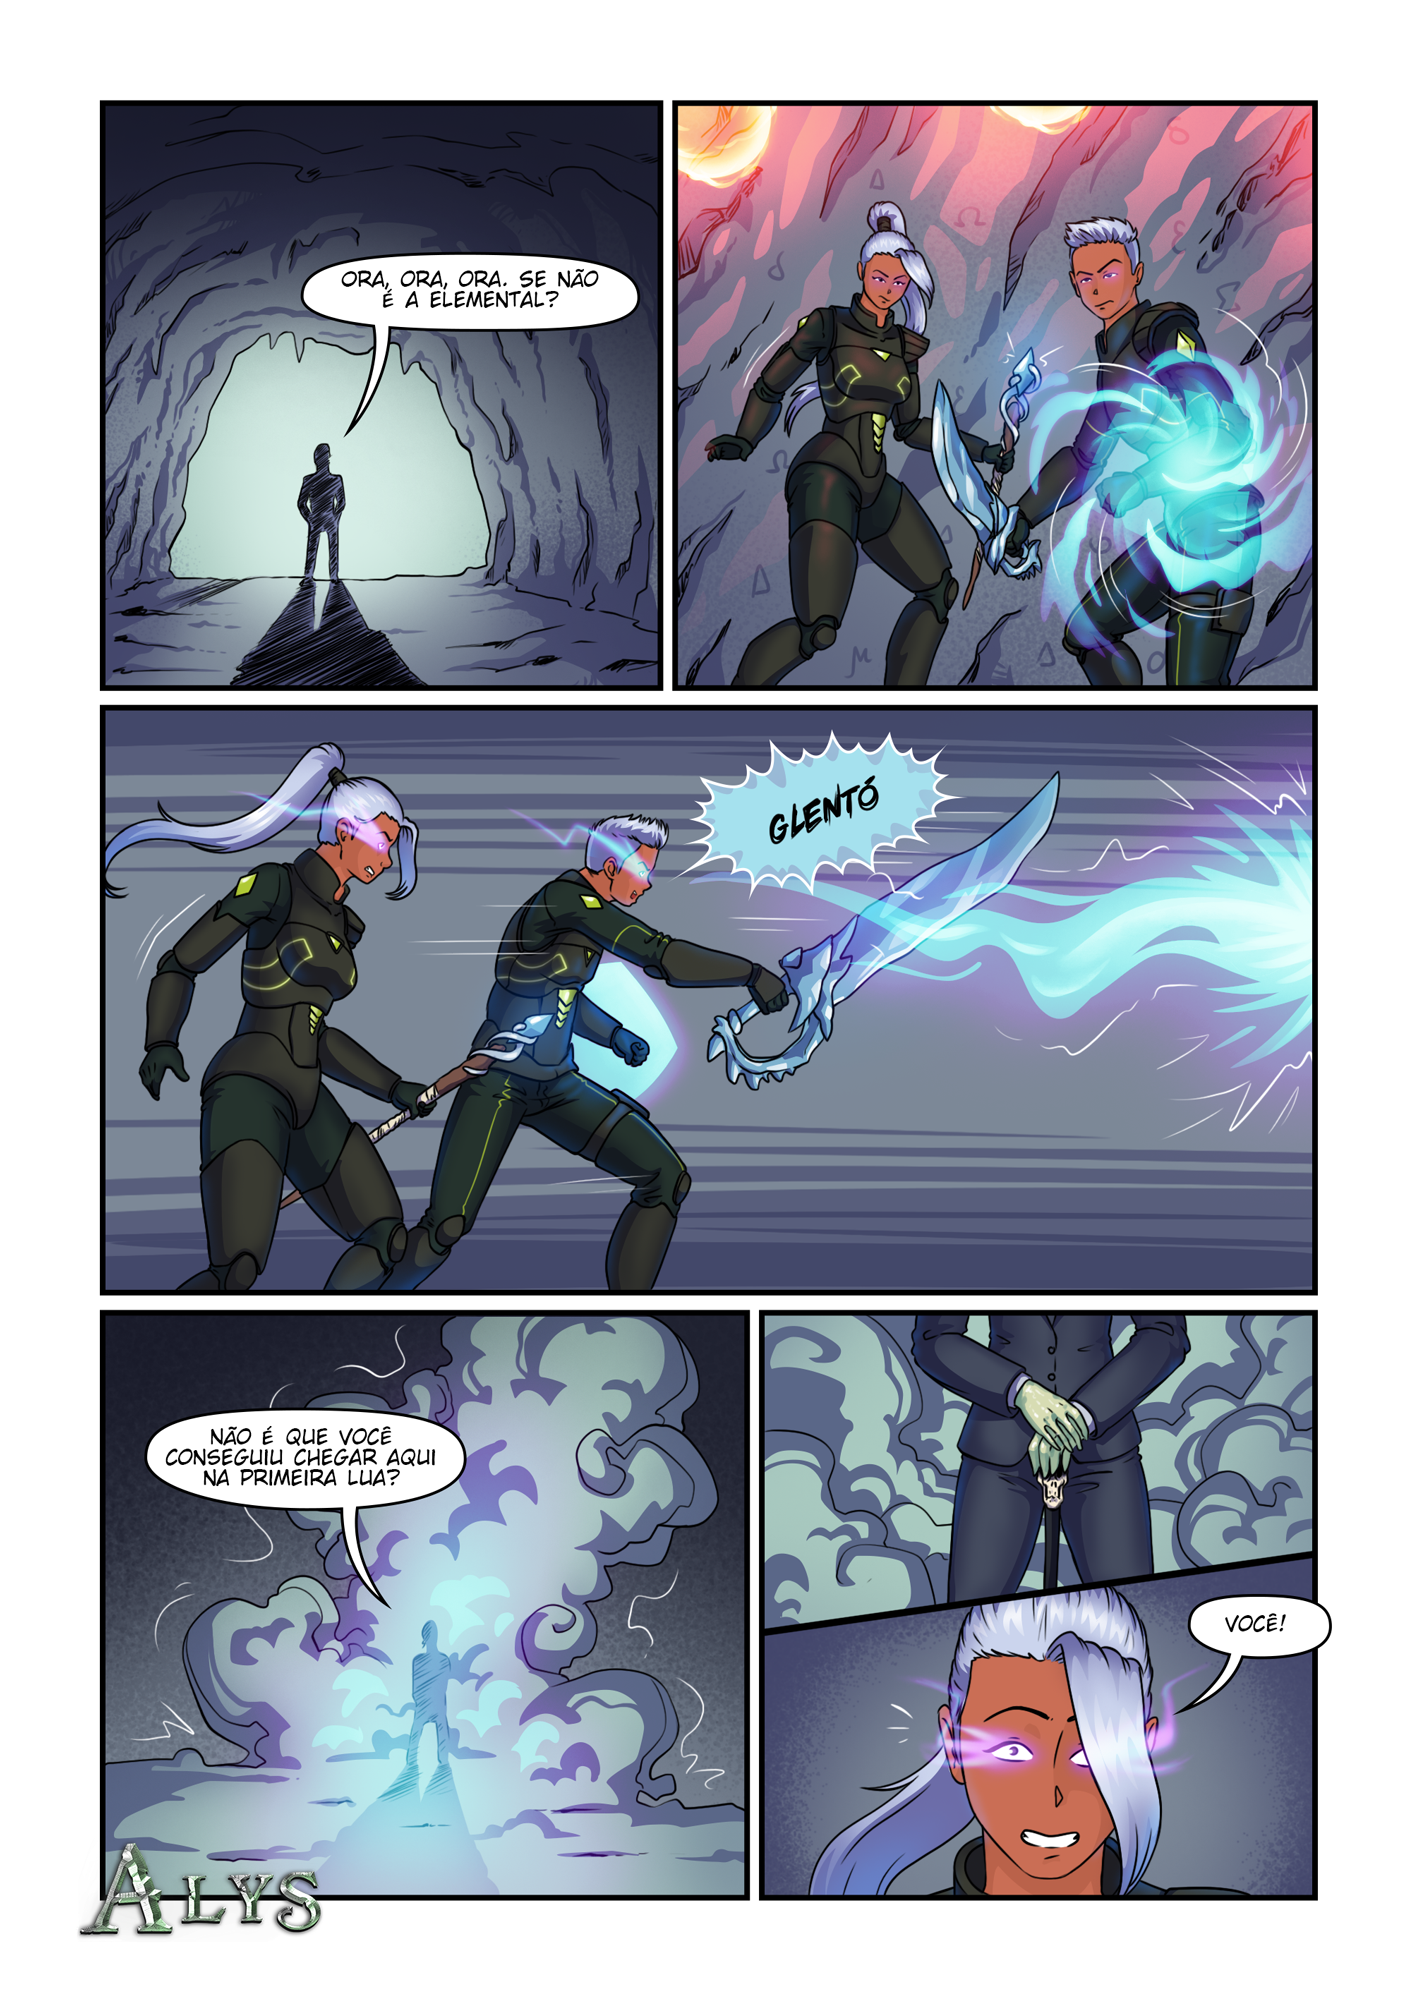 ORA, ORA, ORA. SE NÃO
É A ELEMENTAL?
GLENTÓ
NÃO É QUE VOCÊ
CONSEGUIU CHEGAR AQUI
NA PRIMEIRA LUA?
VOCÊ!
ALYS